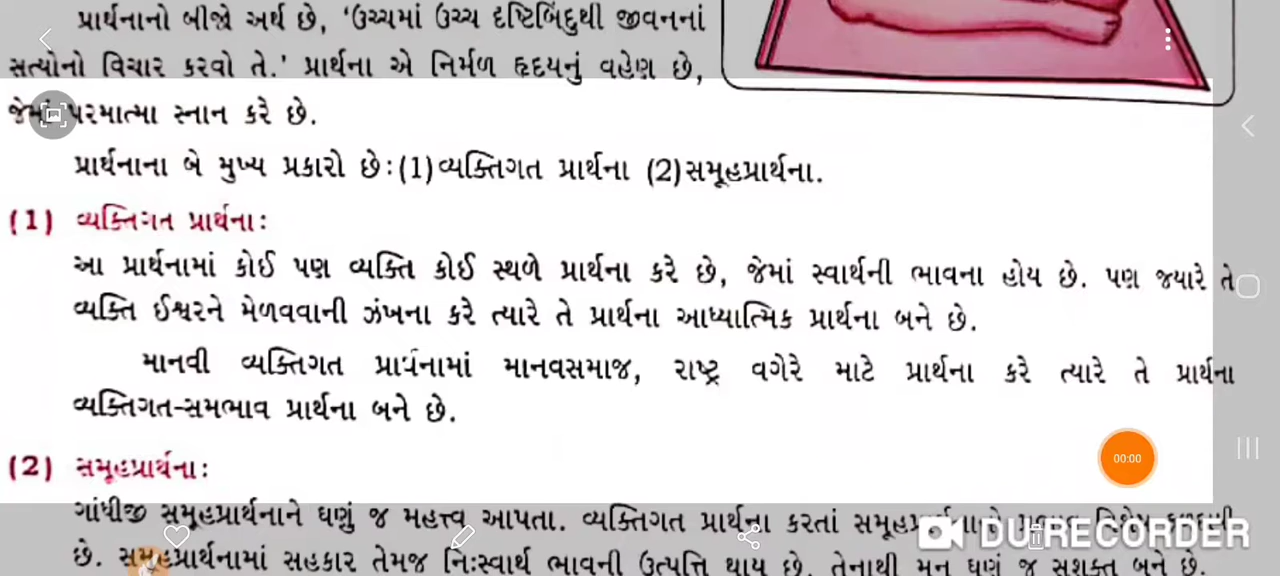 પ્રાર્થનાનો બીજો અર્થ છે, 'ઉચ્ચમાં ઉચ્ચ દૃષ્ટિબિંદુથી જીવનનાં
સત્યોનો વિચાર કરવો તે.' પ્રાર્થના એ નિર્મળ હૃદયનું વહેણ છે,
જેમાં પરમાત્મા સ્નાન કરે છે.
પ્રાર્થનાના બે મુખ્ય પ્રકારો છે: (1) વ્યક્તિગત પ્રાર્થના (2) સમૂહપ્રાર્થના.
(1) વ્યક્તિગત પ્રાર્થના:
આ પ્રાર્થનામાં કોઈ પણ વ્યક્તિ કોઈ સ્થળે પ્રાર્થના કરે છે, જેમાં સ્વાર્થની ભાવના હોય છે. પણ જ્યારે તે
વ્યક્તિ ઈશ્વરને મેળવવાની ઝંખના કરે ત્યારે તે પ્રાર્થના આધ્યાત્મિક પ્રાર્થના બને છે.
માનવી વ્યક્તિગત પ્રાર્થનામાં માનવસમાજ, રાષ્ટ્ર વગેરે માટે પ્રાર્થના કરે ત્યારે તે પ્રાર્થના
વ્યક્તિગત-સમભાવ પ્રાર્થના બને છે.
00:00
(2) સમૂહપ્રાર્થના:
ગાંધીજી સમૂહપ્રાર્થનાને ઘણું જ મહત્ત્વ આપતા. વ્યક્તિગત પ્રાર્થના કરતાં
DU RECORDER
છે. સમૂહપ્રાર્થનામાં સહકાર તેમજ નિઃસ્વાર્થ ભાવની ઉત્પત્તિ થાય છે. તેનાથી મન ઘણું જ સશક્ત બને છે.